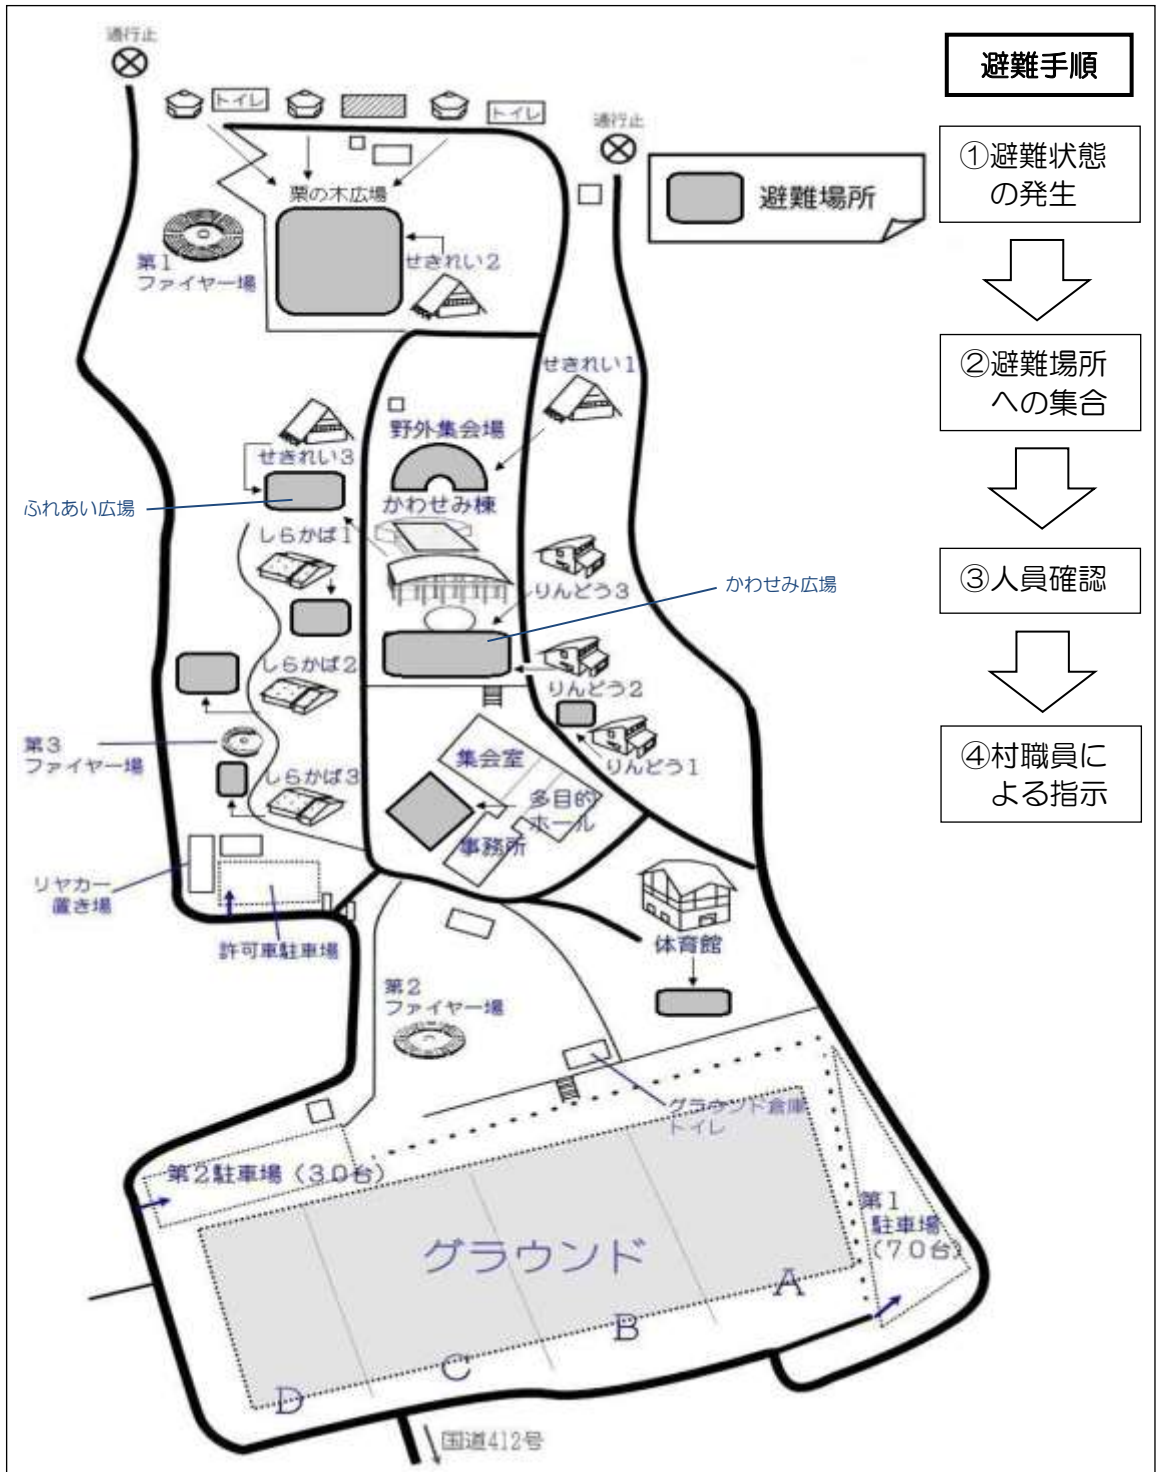 通行止
トイレ
トイレ
通行止
栗の木広場
せきれい2
第1
ファイヤー場
避難場所
避難手順
①避難状態
の発生
②避難場所
への集合
③人員確認
④村職員に
よる指示
せきれい1
野外集会場
せきれい3
ふれあい広場
かわせみ棟
しらかば1
りんどう3
かわせみ広場
しらかば2
りんどう2
第3
ファイヤー場
集会室
りんどう1
しらかば3
多目的
ホール
事務所
リヤカー
置き場
許可車駐車場
体育館
第2
ファイヤー場
グラウンド倉庫
トイレ
第2駐車場(30台)
第1
駐車場
(70台)
グラウンド
A
B
C
D
国道412号